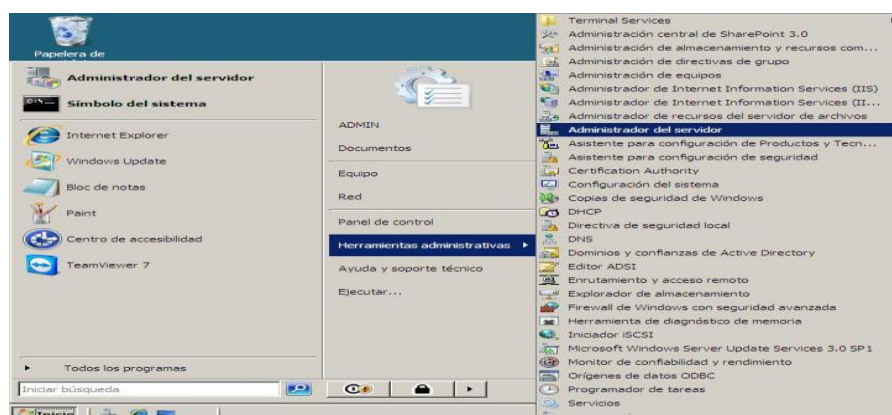 Papelera de
Administrador del servidor
Símbolo del sistema
Internet Explorer
Windows Update
Bloc de notas
Paint
Centro de accesibilidad
TeamViewer 7
Todos los programas
Iniciar búsqueda
Inicio
ADMIN
Documentos
Equipo
Red
Panel de control
Herramientas administrativas
Ayuda y soporte técnico
Ejecutar...
Terminal Services
Administración central de SharePoint 3.0
Administración de almacenamiento y recursos com...
Administración de directivas de grupo
Administración de equipos
Administrador de Internet Information Services (IIS)
Administrador de Internet Information Services (II...
Administrador de recursos del servidor de archivos
Administrador del servidor
Asistente para configuración de Productos y Tecn...
Asistente para configuración de seguridad
Certification Authority
Configuración del sistema
Copias de seguridad de Windows
DHCP
Directiva de seguridad local
DNS
Dominios y confianzas de Active Directory
Editor ADSI
Enrutamiento y acceso remoto
Explorador de almacenamiento
Firewall de Windows con seguridad avanzada
Herramienta de diagnóstico de memoria
Iniciador iSCSI
Microsoft Windows Server Update Services 3.0 SP1
Monitor de confiabilidad y rendimiento
Orígenes de datos ODBC
Programador de tareas
Servicios